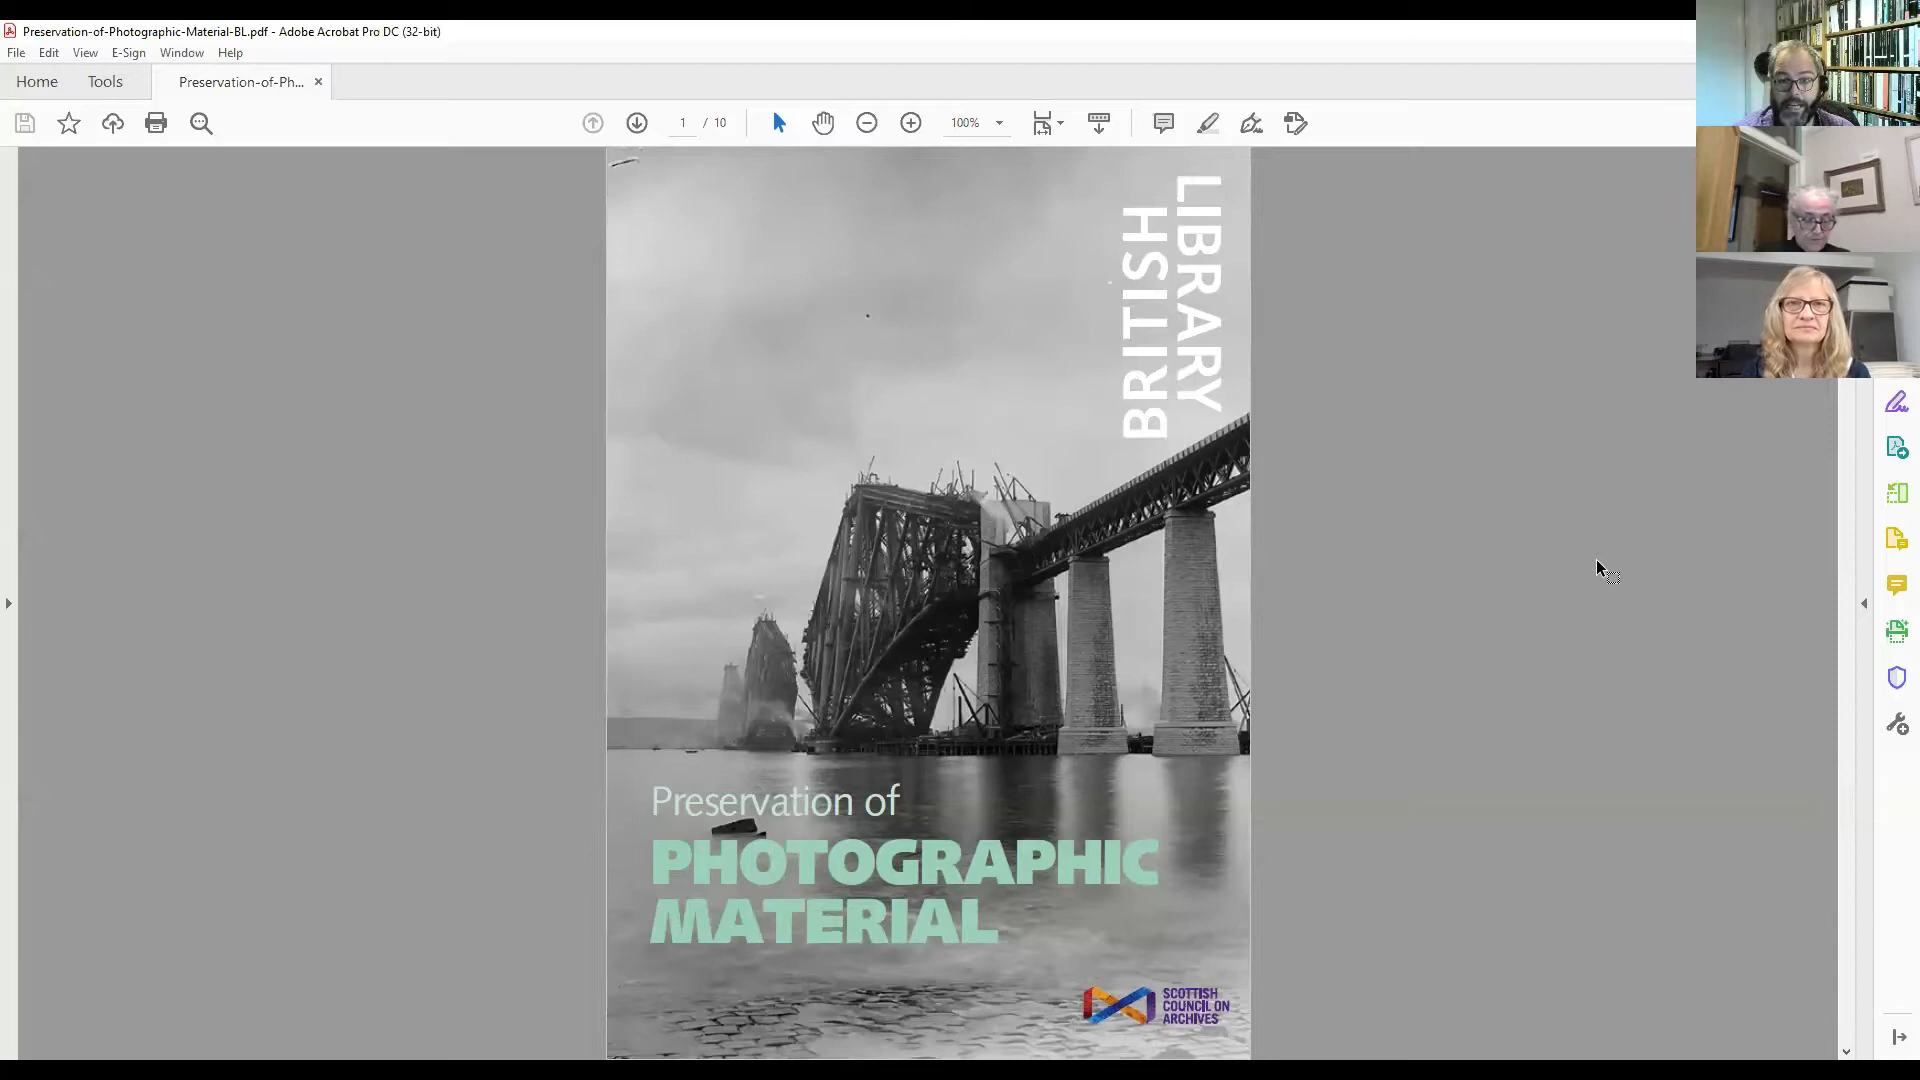 Preservation-of-Photographic-Material-BL.pdf - Adobe Acrobat Pro DC (32-bit)
File Edit View E-Sign Window Help
Home Tools Preservation-of-Ph... ×
1 / 10 100%
BRITISH
LIBRARY
Preservation of
PHOTOGRAPHIC
MATERIAL
SCOTTISH
COUNCIL ON
ARCHIVES